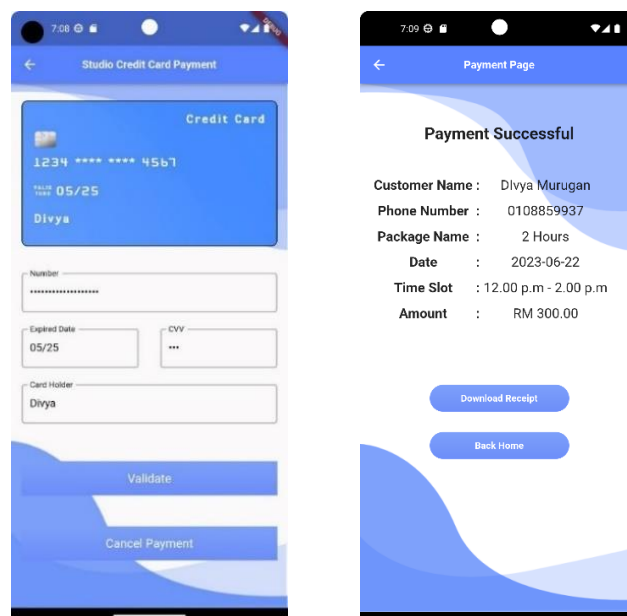 7:08
DEBUG
Studio Credit Card Payment
Credit Card
1234 **** **** 4567
VALID THRU 05/25
Divya
Number
•••••••••••••••••••
Expired Date
05/25
CVV
•••
Card Holder
Divya
Validate
Cancel Payment
7:09
Payment Page
Payment Successful
Customer Name : DIvya Murugan
Phone Number : 0108859937
Package Name : 2 Hours
Date : 2023-06-22
Time Slot : 12.00 p.m - 2.00 p.m
Amount : RM 300.00
Download Receipt
Back Home